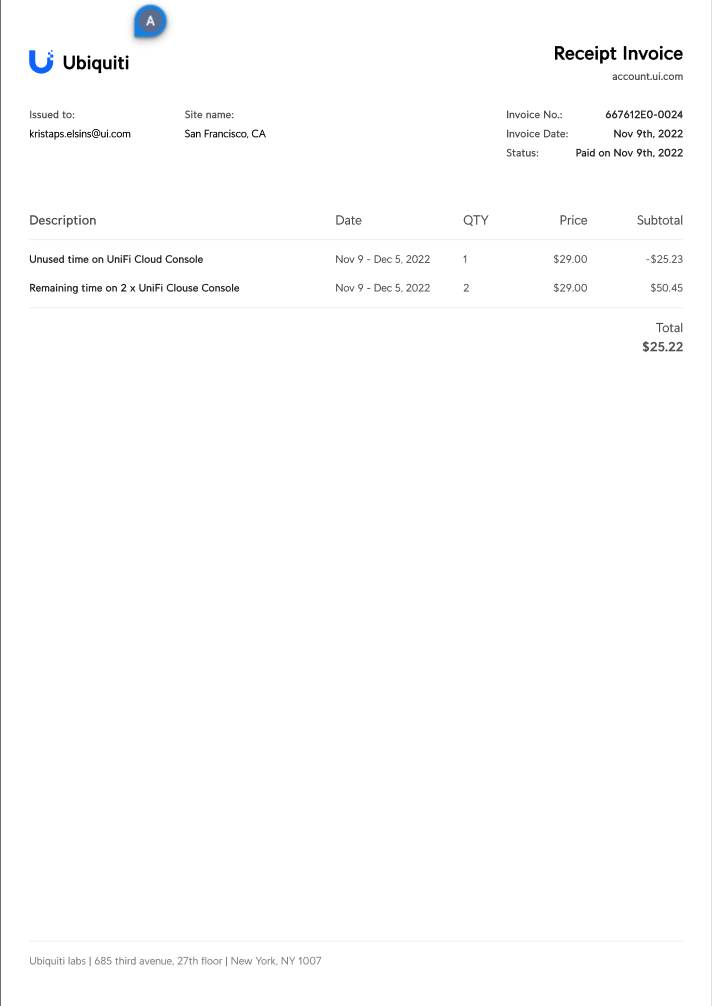 A
Ubiquiti
Receipt Invoice
account.ui.com
Issued to: Site name: Invoice No.: 667612E0-0024
kristaps.elsins@ui.com San Francisco, CA Invoice Date: Nov 9th, 2022
Status: Paid on Nov 9th, 2022
Description Date QTY Price Subtotal
Unused time on UniFi Cloud Console Nov 9 - Dec 5, 2022 1 $29.00 -$25.23
Remaining time on 2 x UniFi Clouse Console Nov 9 - Dec 5, 2022 2 $29.00 $50.45
Total
$25.22
Ubiquiti labs | 685 third avenue, 27th floor | New York, NY 1007